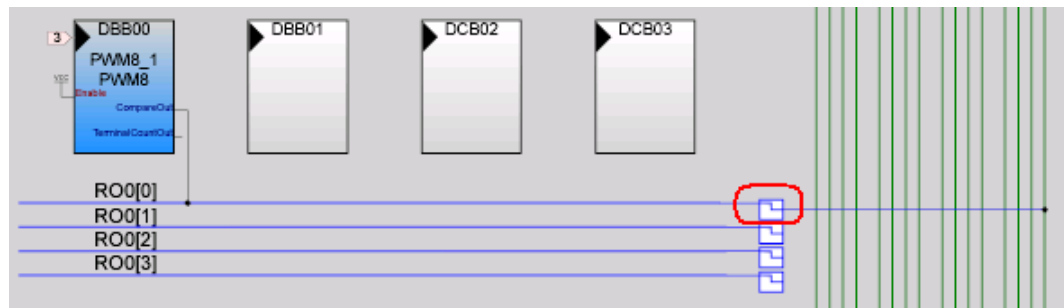 DBB00
DBB01
DCB02
DCB03
3
PWM8_1
PWM8
Enable
CompareOut
TerminalCountOut
RO0[0]
RO0[1]
RO0[2]
RO0[3]